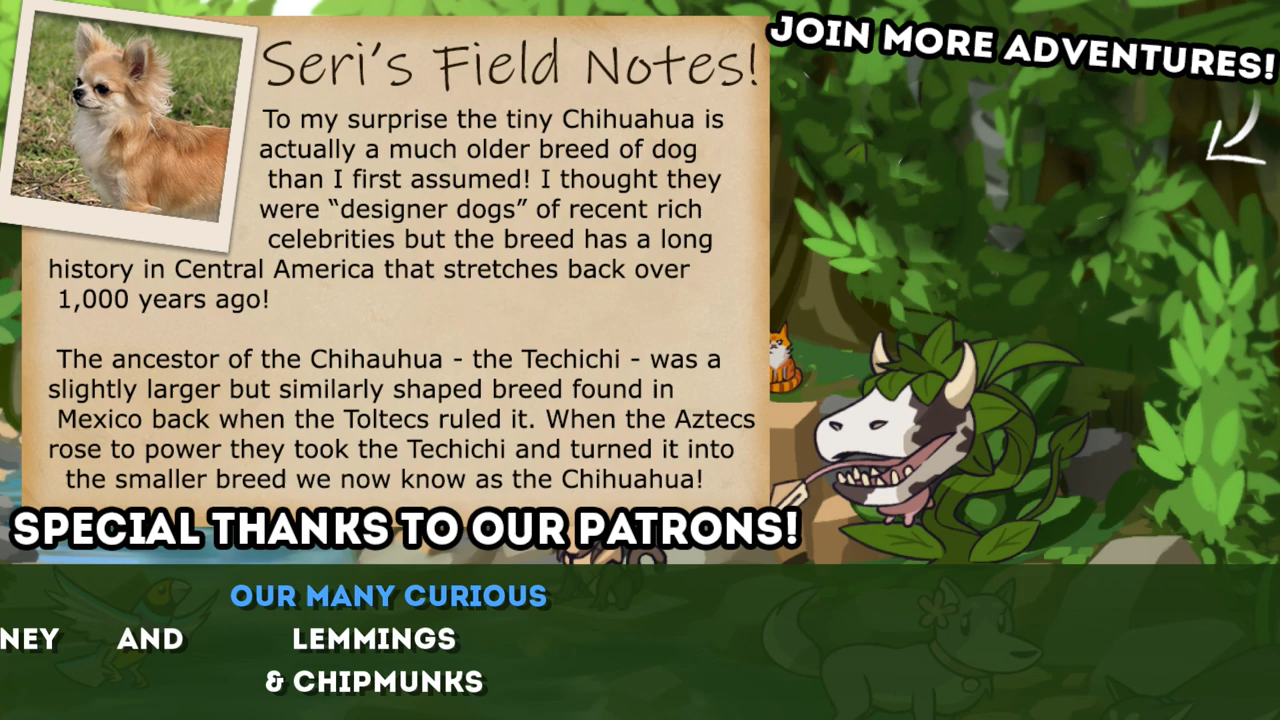 Seri's Field Notes!
JOIN MORE ADVENTURES!
To my surprise the tiny Chihuahua is
actually a much older breed of dog
than I first assumed! I thought they
were “designer dogs” of recent rich
celebrities but the breed has a long
history in Central America that stretches back over
1,000 years ago!
The ancestor of the Chihauhua - the Techichi - was a
slightly larger but similarly shaped breed found in
Mexico back when the Toltecs ruled it. When the Aztecs
rose to power they took the Techichi and turned it into
the smaller breed we now know as the Chihuahua!
SPECIAL THANKS TO OUR PATRONS!
OUR MANY CURIOUS
NEY AND LEMMINGS
& CHIPMUNKS